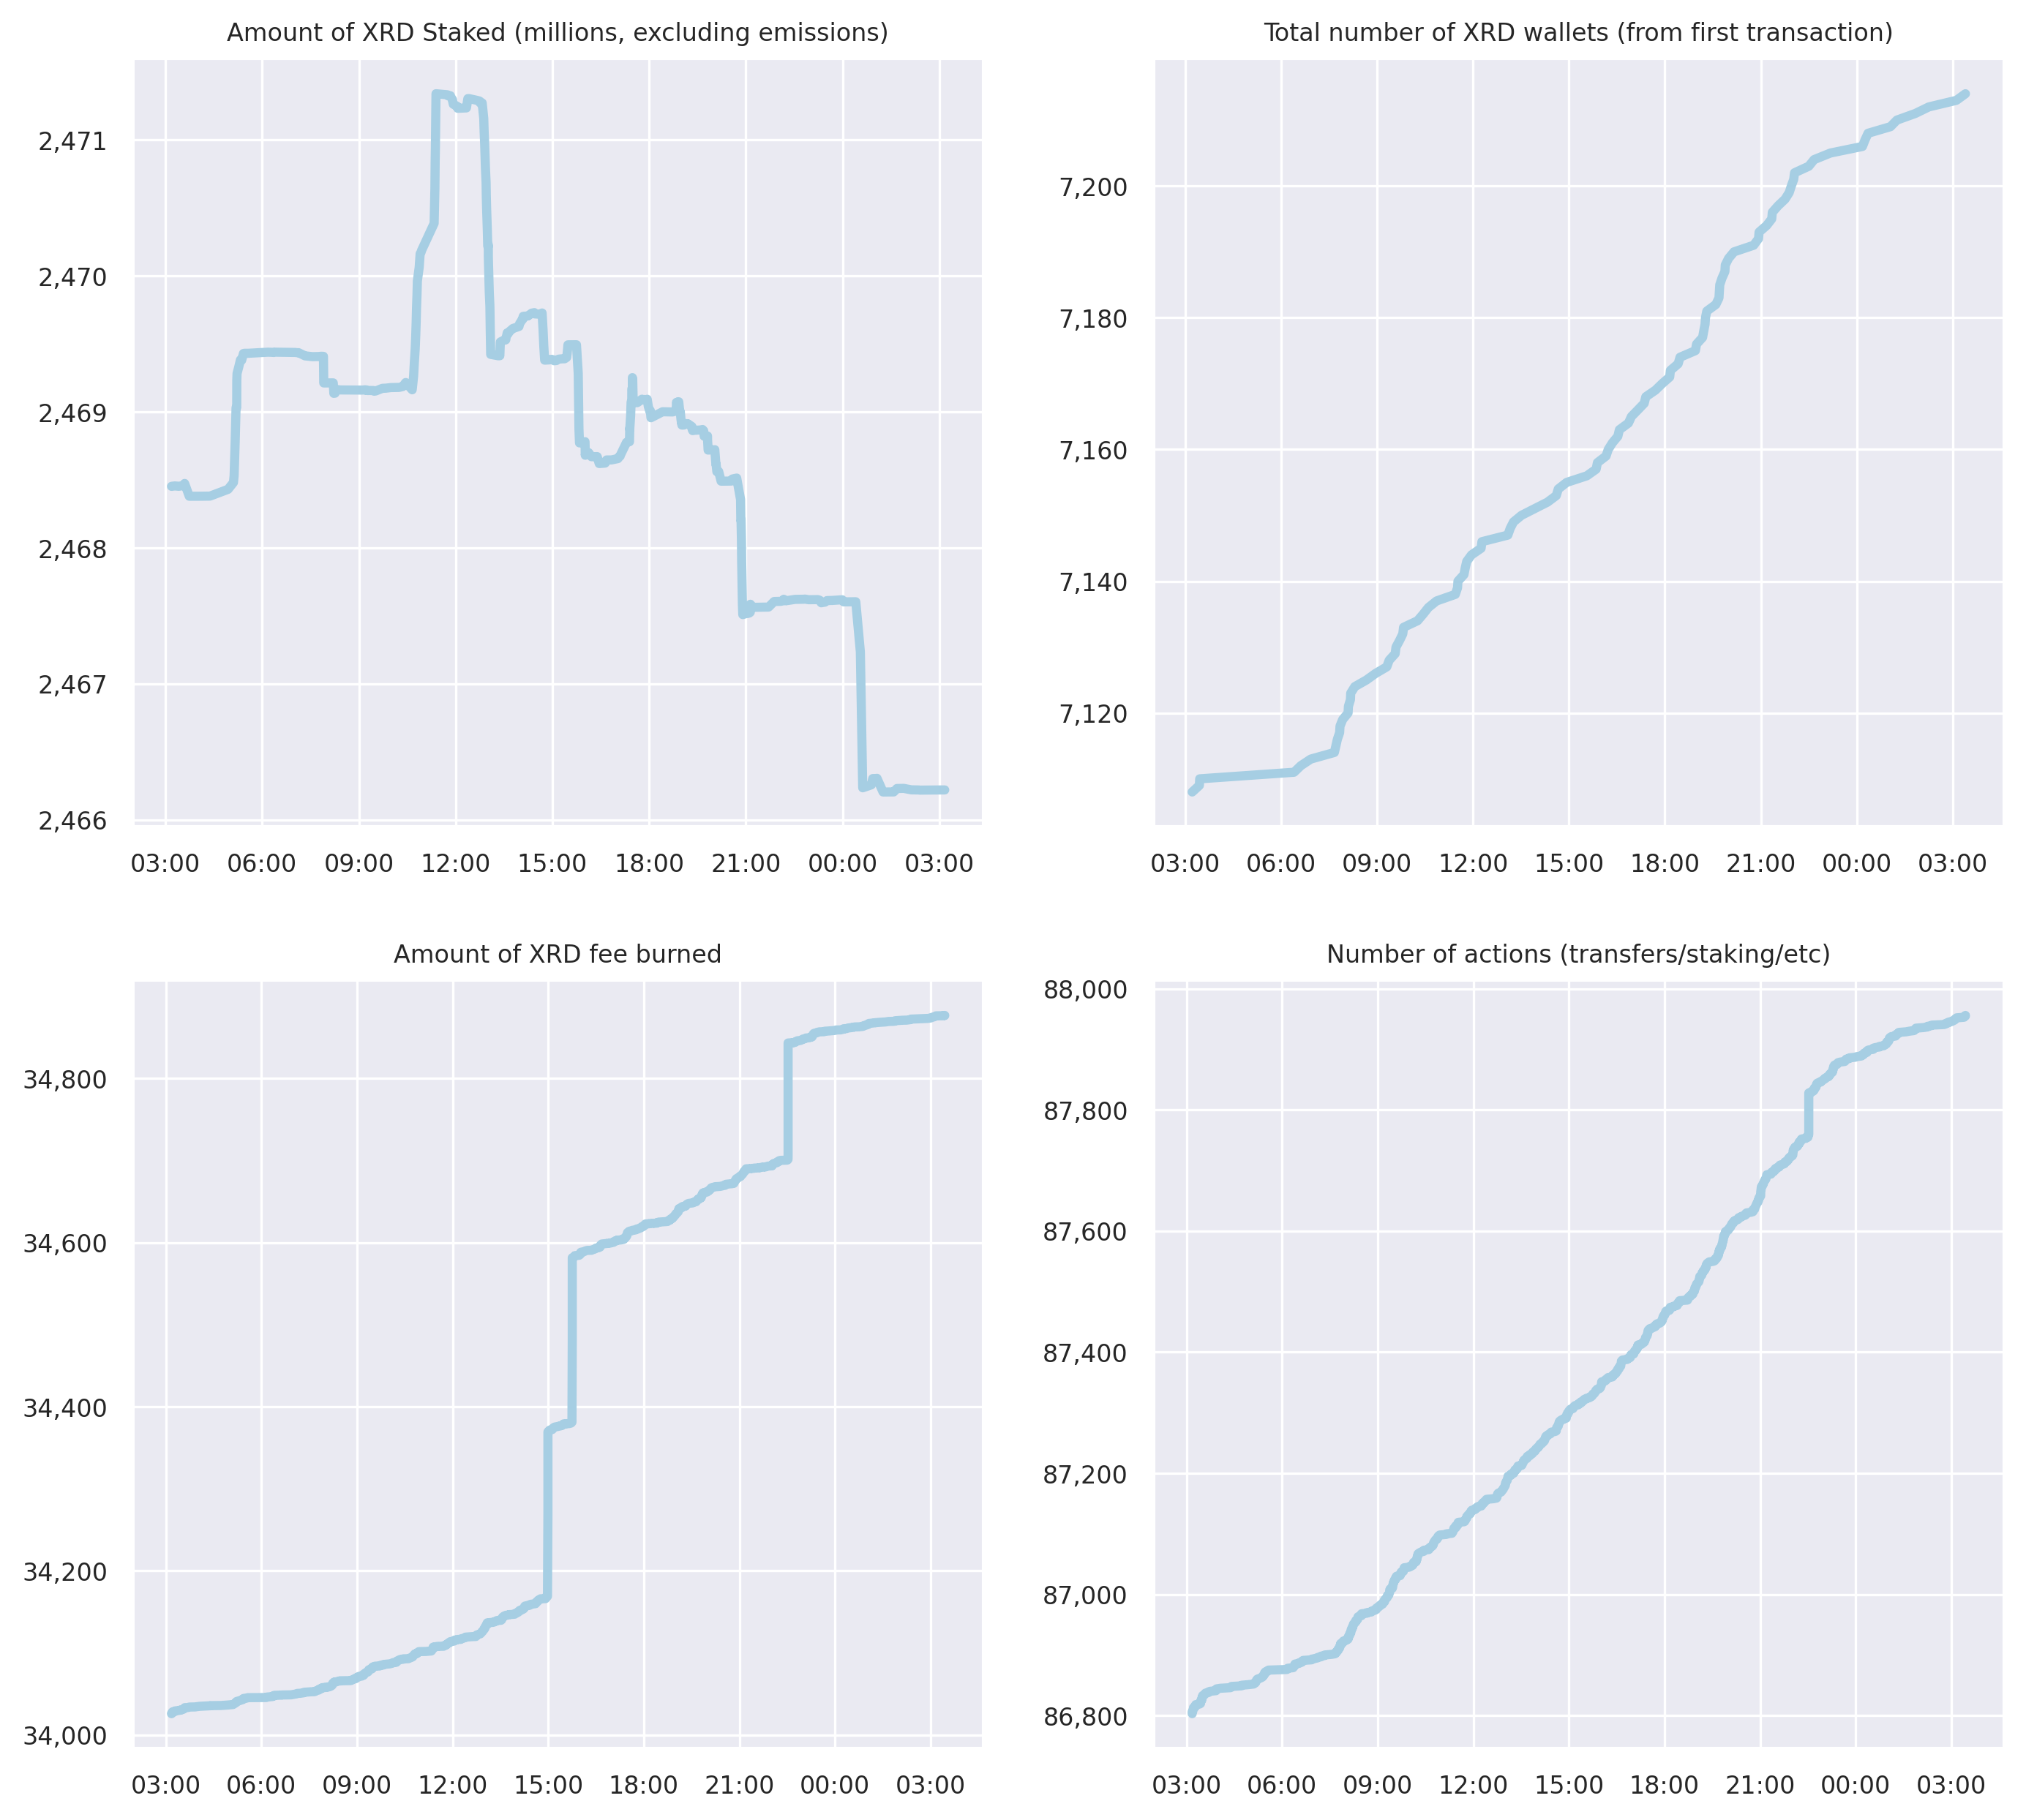 Amount of XRD Staked (millions, excluding emissions)
2,471
2,470
2,469
2,468
2,467
2,466
03:00 06:00 09:00 12:00 15:00 18:00 21:00 00:00 03:00
Total number of XRD wallets (from first transaction)
7,200
7,180
7,160
7,140
7,120
03:00 06:00 09:00 12:00 15:00 18:00 21:00 00:00 03:00
Amount of XRD fee burned
34,800
34,600
34,400
34,200
34,000
03:00 06:00 09:00 12:00 15:00 18:00 21:00 00:00 03:00
Number of actions (transfers/staking/etc)
88,000
87,800
87,600
87,400
87,200
87,000
86,800
03:00 06:00 09:00 12:00 15:00 18:00 21:00 00:00 03:00